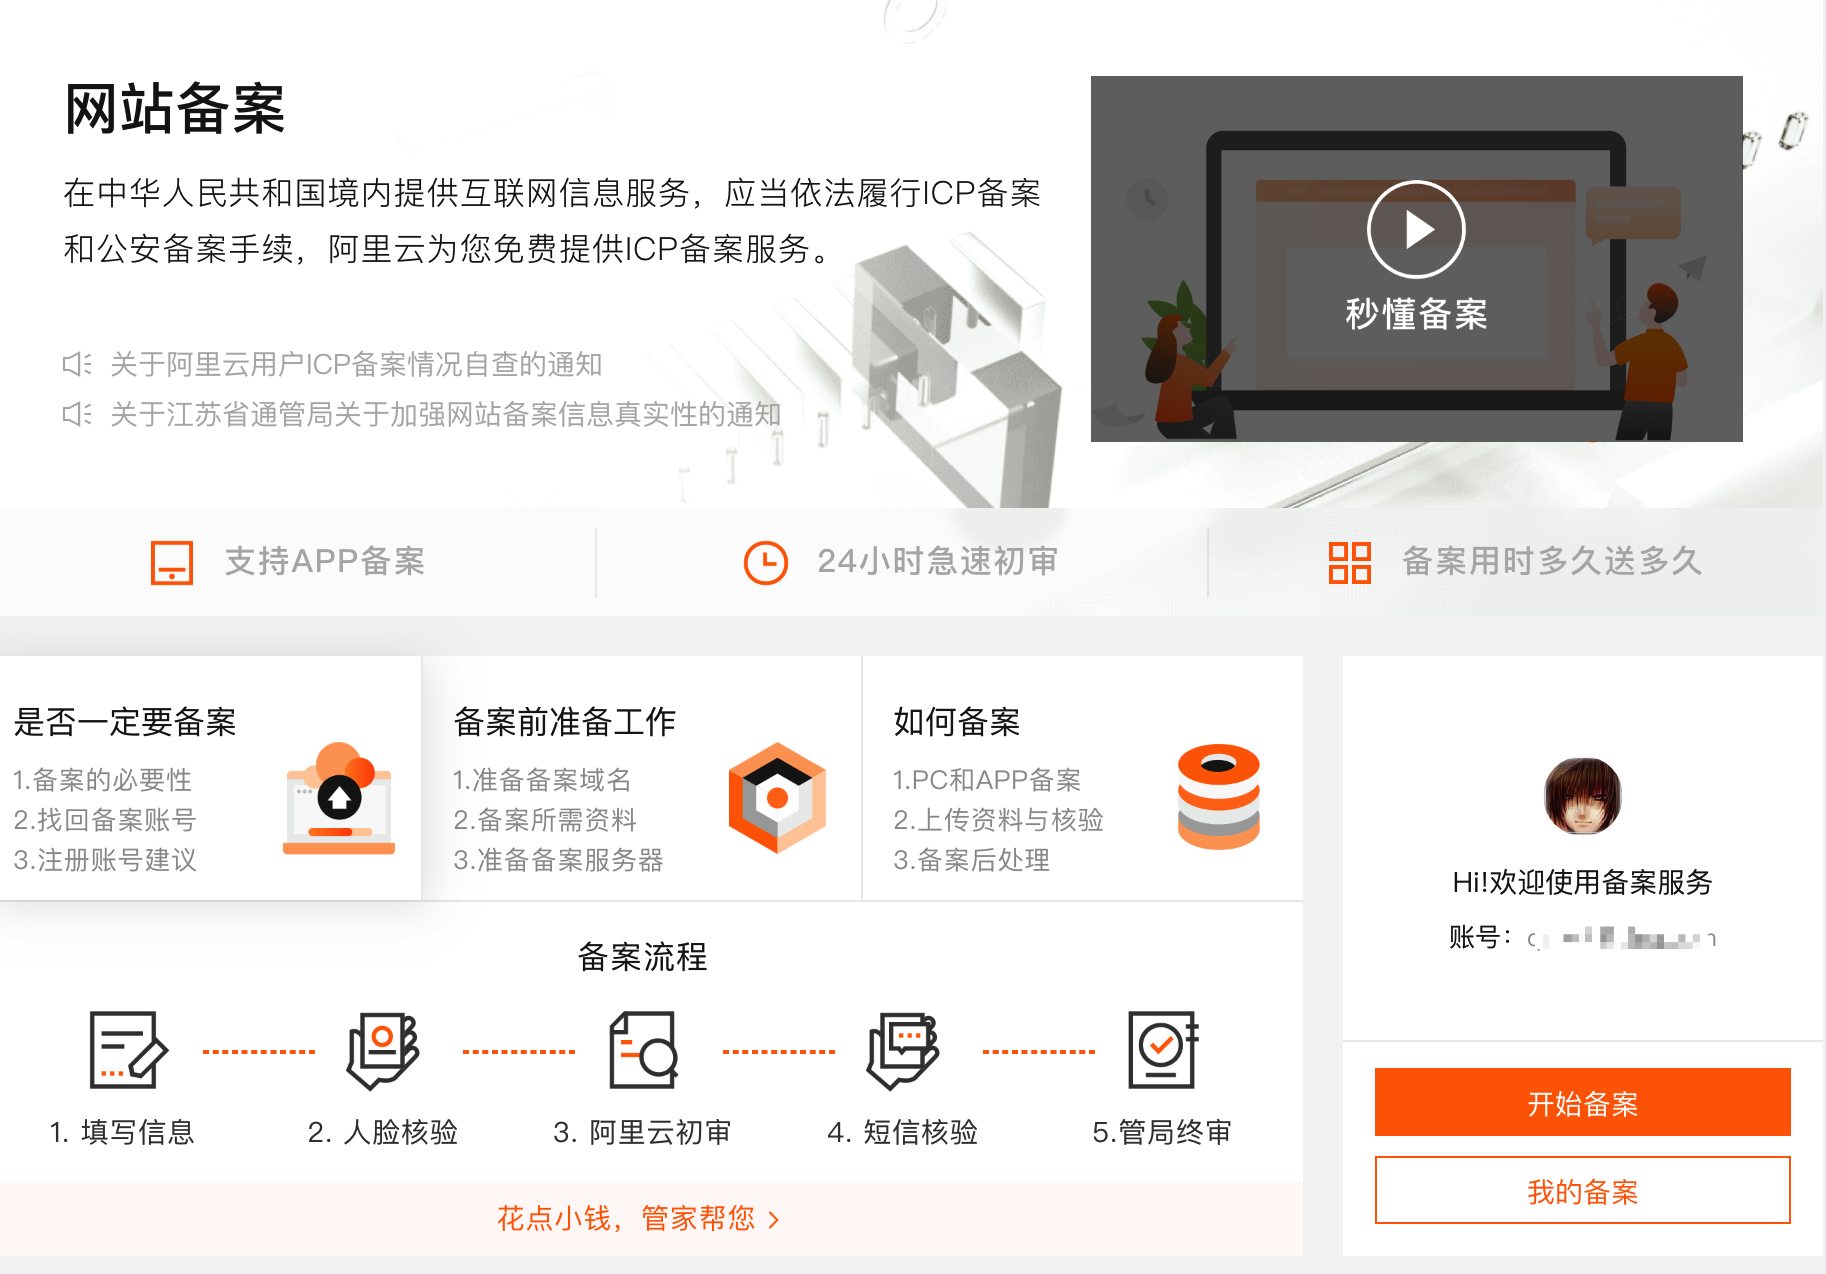 网站备案
在中华人民共和国境内提供互联网信息服务，应当依法履行ICP备案
和公安备案手续，阿里云为您免费提供ICP备案服务。
关于阿里云用户ICP备案情况自查的通知
关于江苏省通管局关于加强网站备案信息真实性的通知
秒懂备案
支持APP备案
24小时急速初审
备案用时多久送多久
是否一定要备案
1.备案的必要性
2.找回备案账号
3.注册账号建议
备案前准备工作
1.准备备案域名
2.备案所需资料
3.准备备案服务器
如何备案
1.PC和APP备案
2.上传资料与核验
3.备案后处理
Hi!欢迎使用备案服务
账号：
备案流程
1. 填写信息
2. 人脸核验
3. 阿里云初审
4. 短信核验
5.管局终审
花点小钱，管家帮您 >
开始备案
我的备案